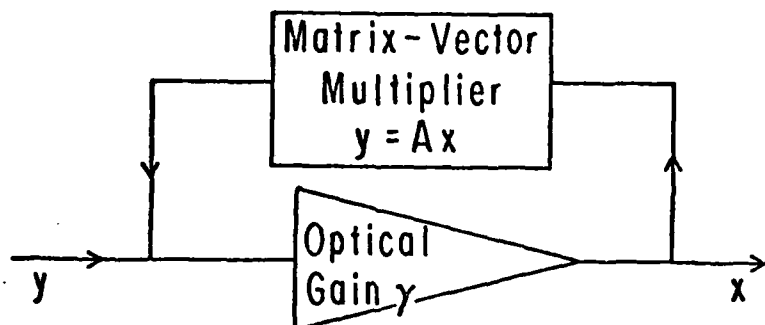 Matrix-Vector
Multiplier
y = Ax
Optical
Gain γ
y
x